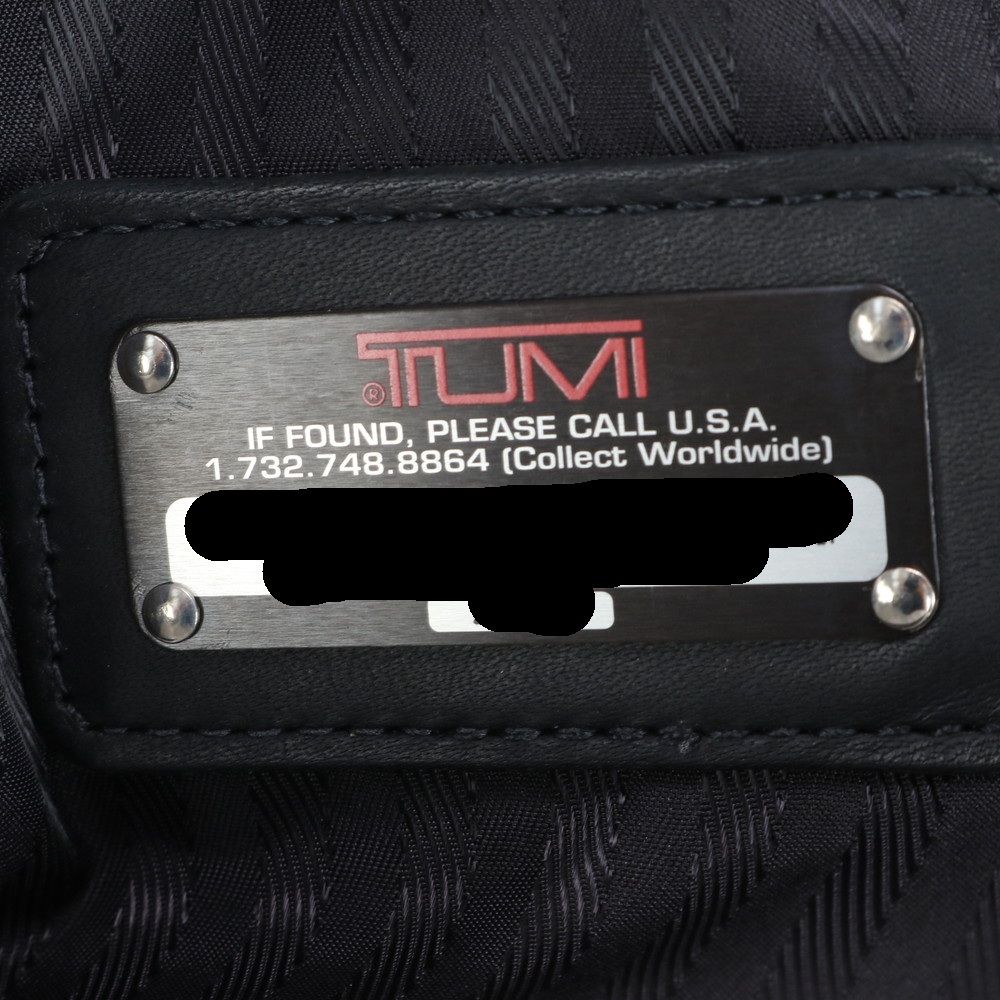 TUMI
®
IF FOUND, PLEASE CALL U.S.A.
1.732.748.8864 (Collect Worldwide)